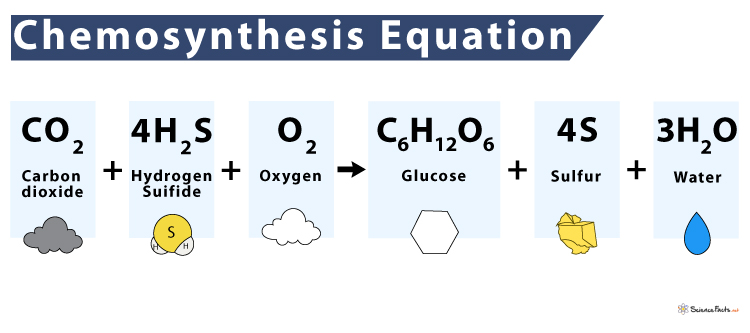 Chemosynthesis Equation
CO2 + 4H2S + O2 → C6H12O6 + 4S + 3H2O
Carbon dioxide
Hydrogen Suifide
Oxygen
Glucose
Sulfur
Water
S
H H
ScienceFacts.net